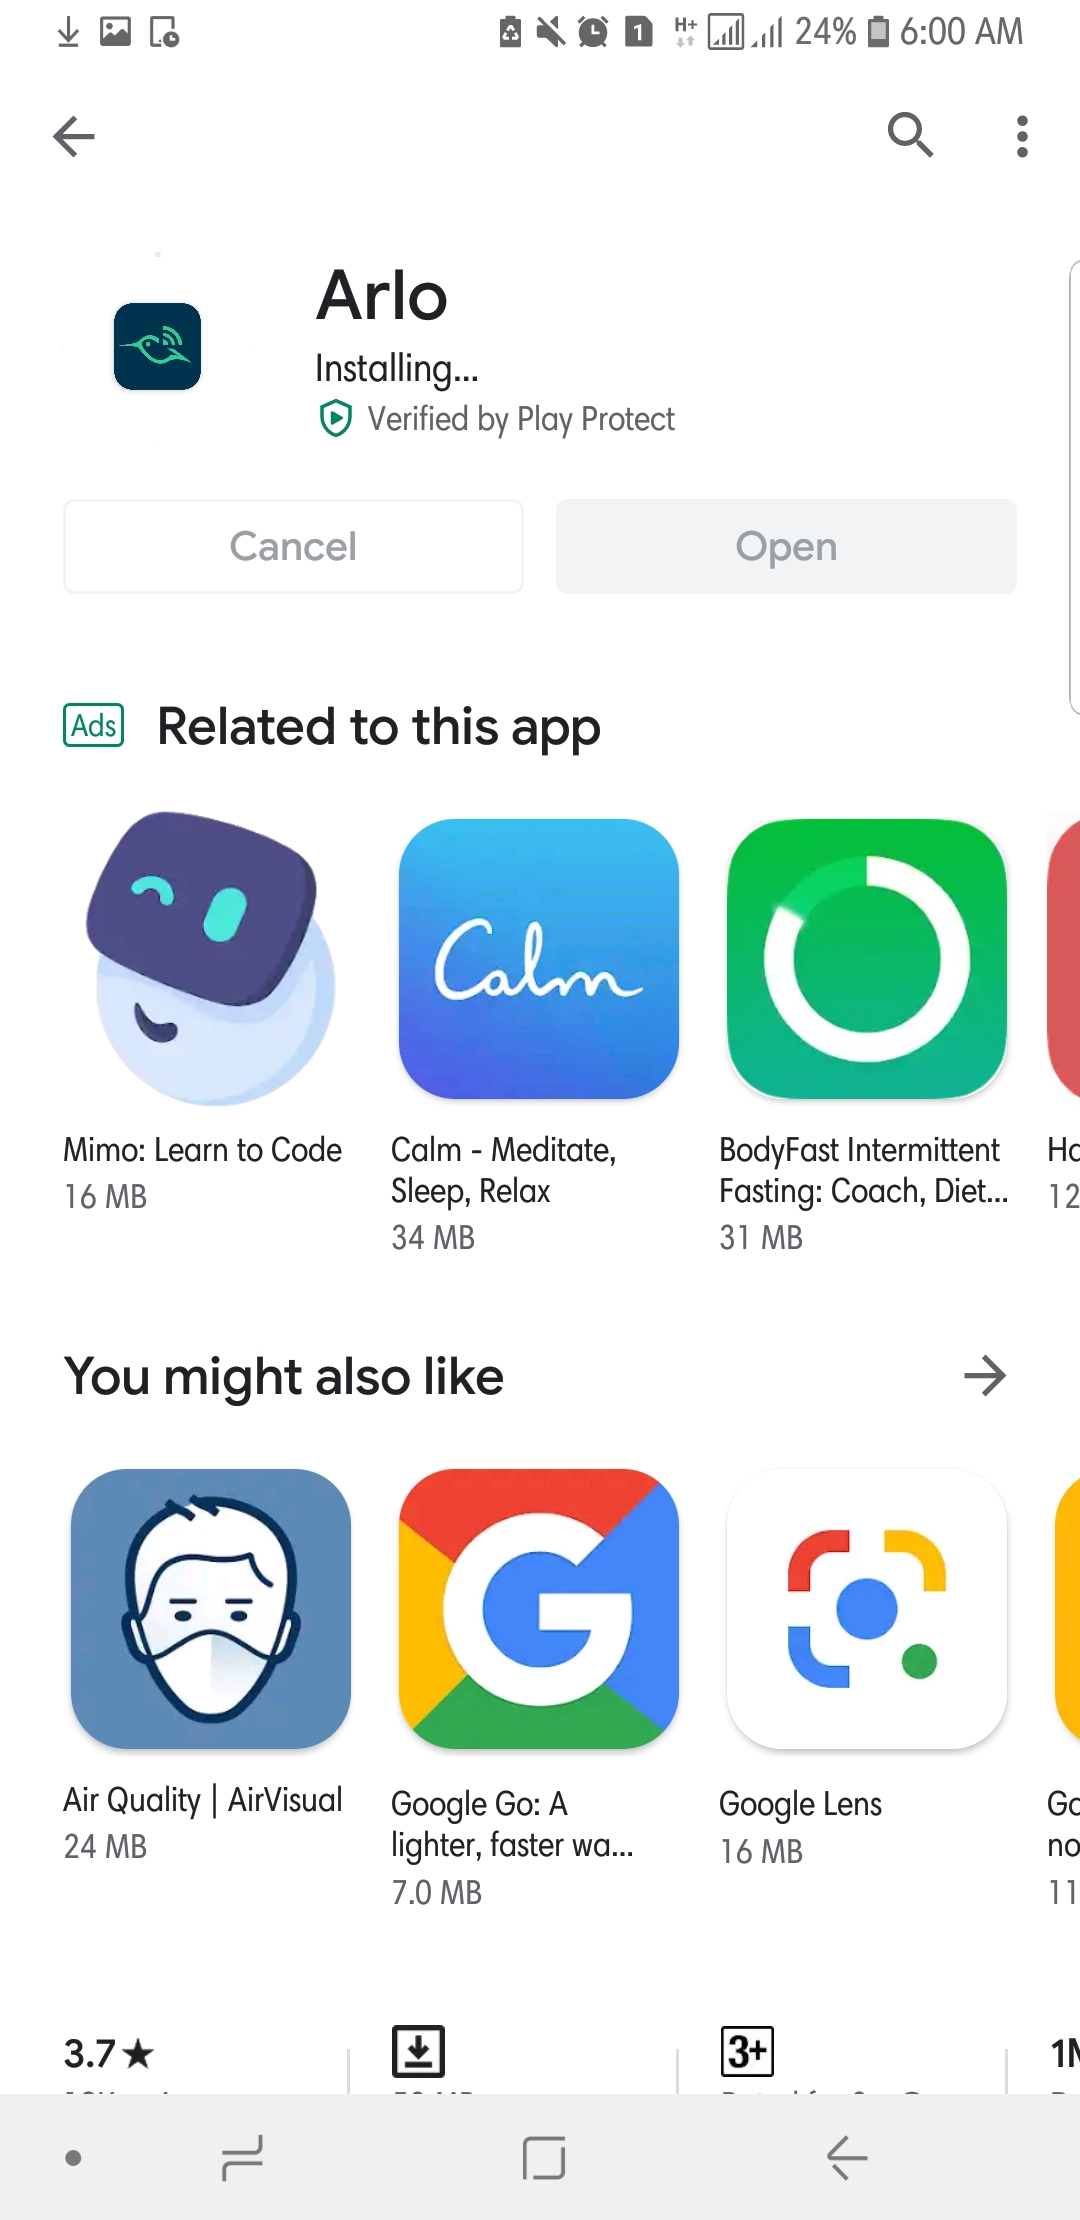 1 H+ 24% 6:00 AM
Arlo
Installing...
Verified by Play Protect
Cancel Open
Ads Related to this app
Calm
Mimo: Learn to Code
16 MB
Calm - Meditate,
Sleep, Relax
34 MB
BodyFast Intermittent
Fasting: Coach, Diet...
31 MB
12
You might also like
G
Air Quality | AirVisual
24 MB
Google Go: A
lighter, faster wa...
7.0 MB
Google Lens
16 MB
no
11
3.7★ 3+